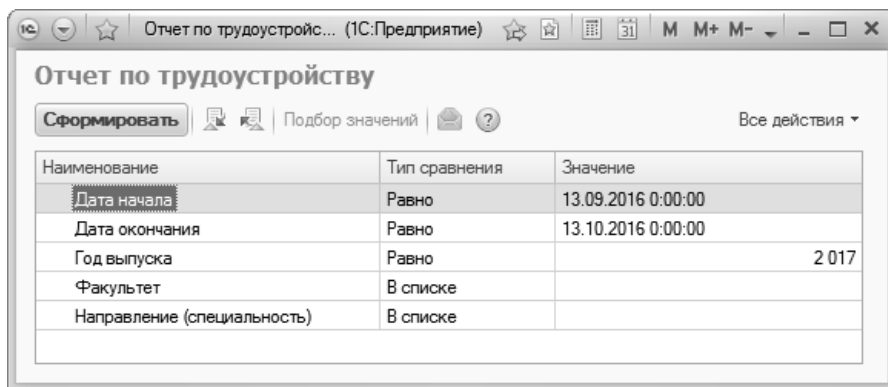 1С Отчет по трудоустройс... (1С:Предприятие) 31 M M+ M-
Отчет по трудоустройству
Сформировать Подбор значений ? Все действия
Наименование Тип сравнения Значение
Дата начала Равно 13.09.2016 0:00:00
Дата окончания Равно 13.10.2016 0:00:00
Год выпуска Равно 2 017
Факультет В списке
Направление (специальность) В списке